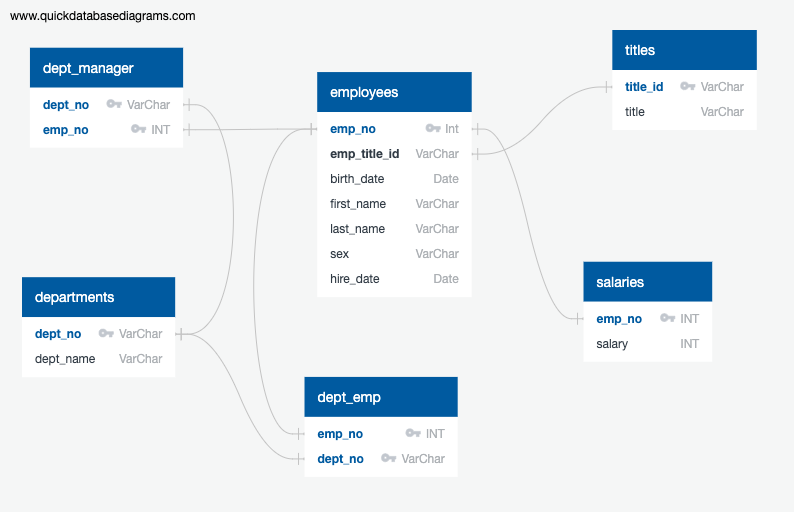 www.quickdatabasediagrams.com
dept_manager
dept_no VarChar
emp_no INT
employees
emp_no Int
emp_title_id VarChar
birth_date Date
first_name VarChar
last_name VarChar
sex VarChar
hire_date Date
titles
title_id VarChar
title VarChar
departments
dept_no VarChar
dept_name VarChar
salaries
emp_no INT
salary INT
dept_emp
emp_no INT
dept_no VarChar